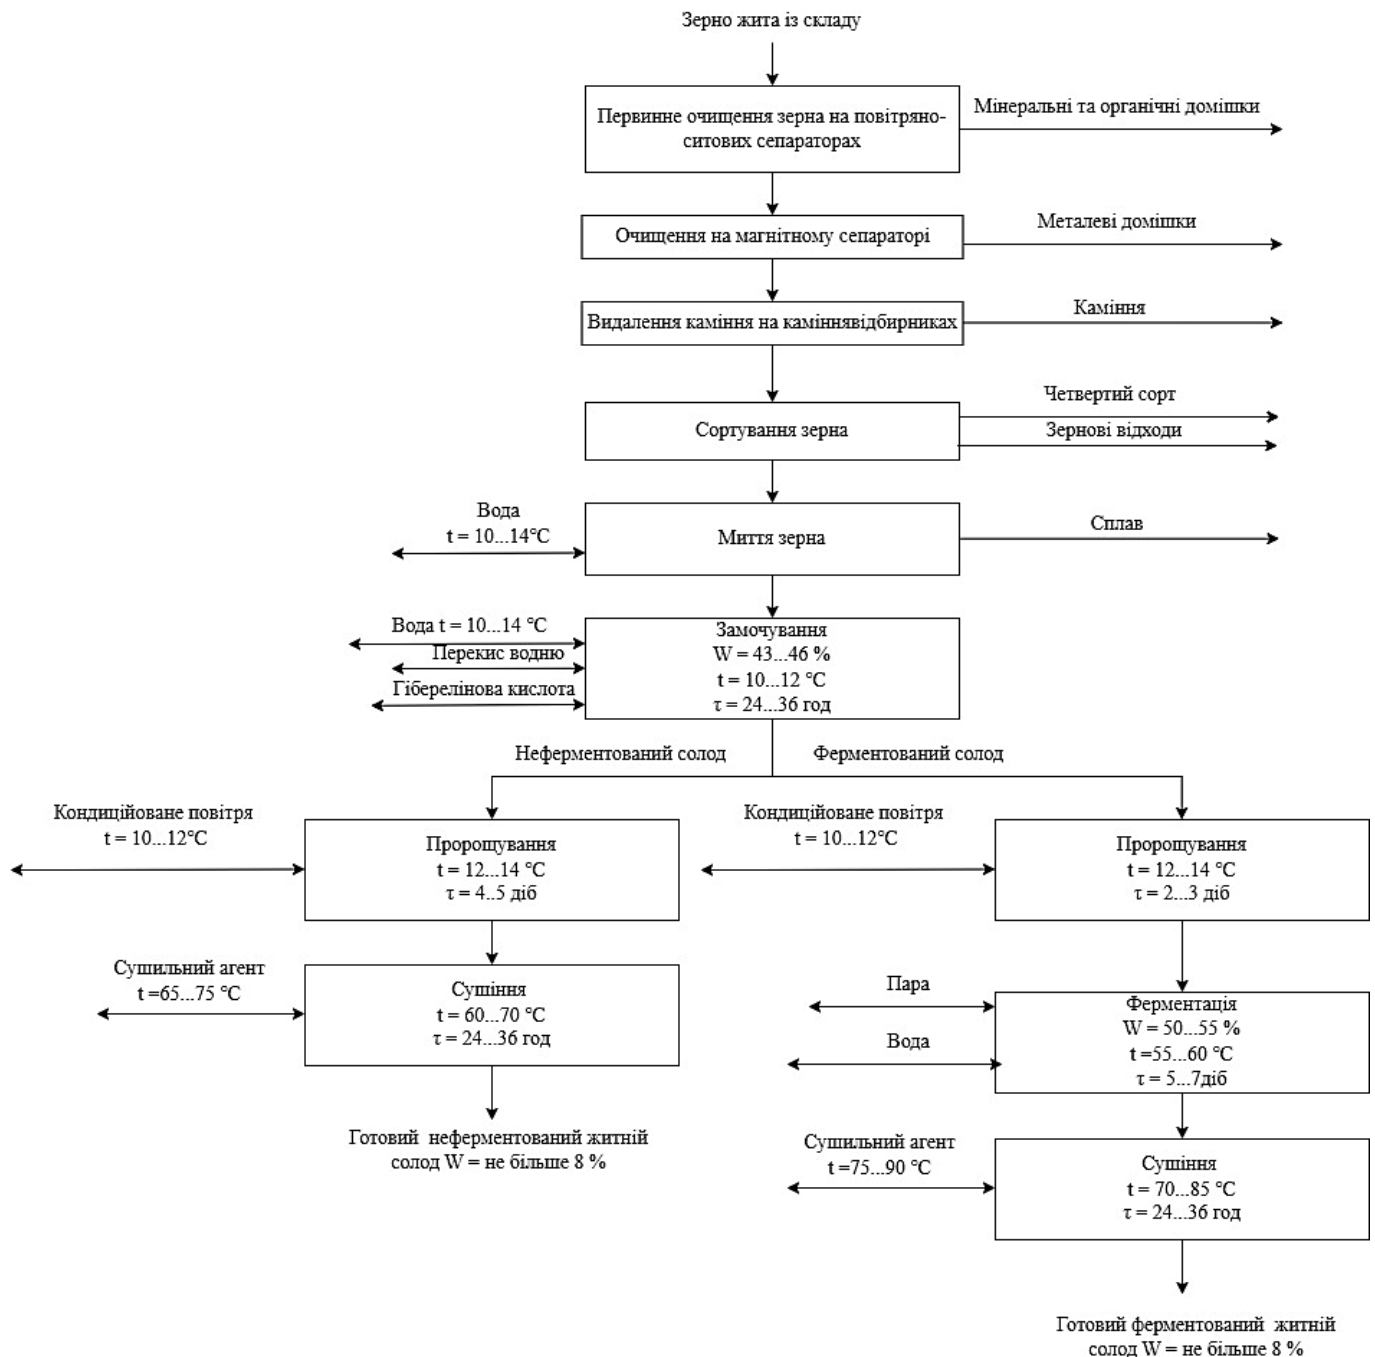 Зерно жита із складу
Первинне очищення зерна на повітряно-
ситових сепараторах
Мінеральні та органічні домішки
Очищення на магнітному сепараторі
Металеві домішки
Видалення каміння на каміннявідбирниках
Каміння
Сортування зерна
Четвертий сорт
Зернові відходи
Вода
t = 10...14°C
Миття зерна
Сплав
Вода t = 10...14 °C
Перекис водню
Гіберелінова кислота
Замочування
W = 43...46 %
t = 10...12 °C
τ = 24...36 год
Неферментований солод
Ферментований солод
Кондиційоване повітря
t = 10...12°C
Пророщування
t = 12...14 °C
τ = 4..5 діб
Кондиційоване повітря
t = 10...12°C
Пророщування
t = 12...14 °C
τ = 2...3 діб
Сушильний агент
t =65...75 °C
Сушіння
t = 60...70 °C
τ = 24...36 год
Пара
Вода
Ферментація
W = 50...55 %
t =55...60 °C
τ = 5...7діб
Готовий неферментований житній
солод W = не більше 8 %
Сушильний агент
t =75...90 °C
Сушіння
t = 70...85 °C
τ = 24...36 год
Готовий ферментований житній
солод W = не більше 8 %